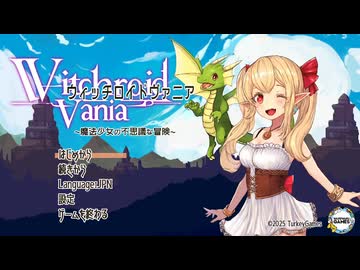 Witchroid
ウィッチロイドヴァニア
Vania
~魔法少女の不思議な冒険~
はじめから
続きから
Language:JPN
設定
ゲームを終わる
©2025 TurkeyGames
GAMES